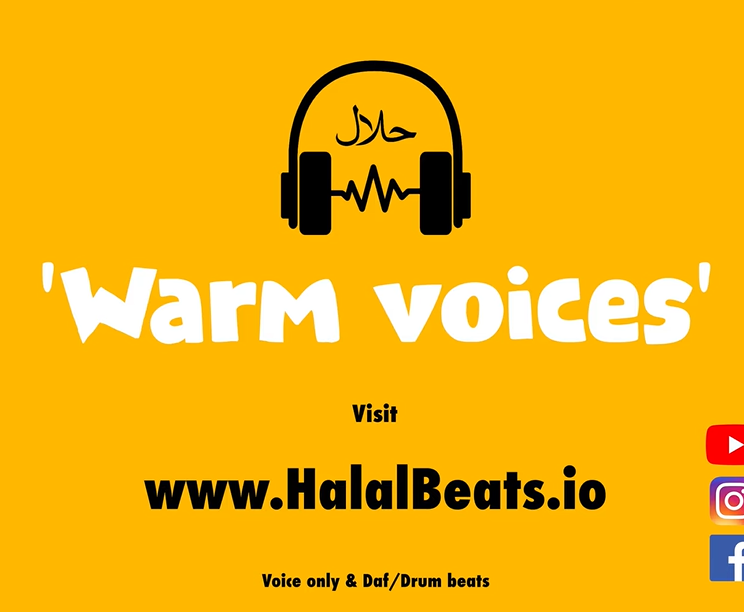 حلال
'Warm voices'
Visit
www.HalalBeats.io
Voice only & Daf/Drum beats